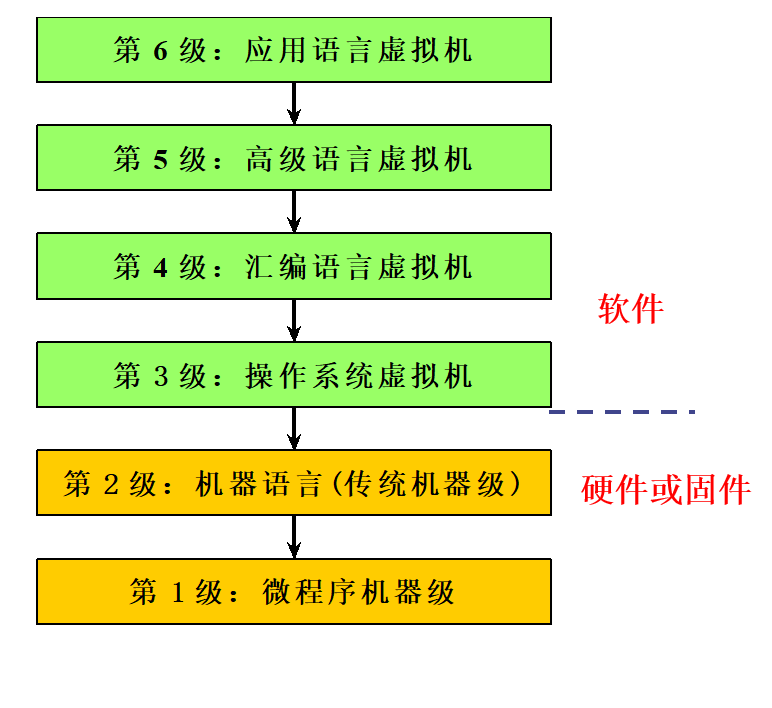 第 6 级：应用语言虚拟机
第 5 级：高级语言虚拟机
第 4 级：汇编语言虚拟机
软件
第 3 级：操作系统虚拟机
第 2 级：机器语言(传统机器级)
硬件或固件
第 1 级：微程序机器级